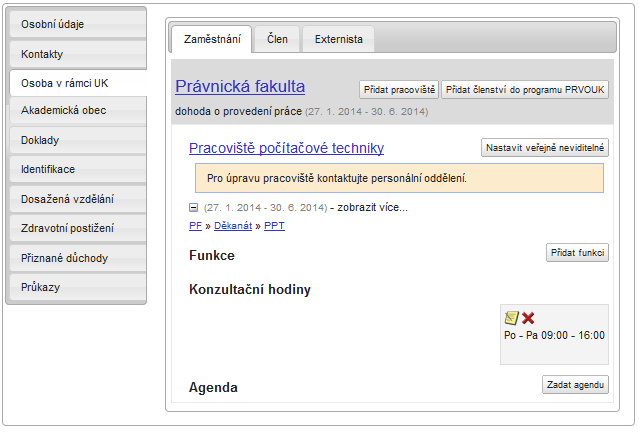 Osobní údaje
Kontakty
Osoba v rámci UK
Akademická obec
Doklady
Identifikace
Dosažená vzdělání
Zdravotní postižení
Přiznané důchody
Průkazy
Zaměstnání Člen Externista
Právnická fakulta Přidat pracoviště Přidat členství do programu PRVOUK
dohoda o provedení práce (27. 1. 2014 - 30. 6. 2014)
Pracoviště počítačové techniky Nastavit veřejně neviditelné
Pro úpravu pracoviště kontaktujte personální oddělení.
(27. 1. 2014 - 30. 6. 2014) - zobrazit více...
PF » Děkanát » PPT
Funkce Přidat funkci
Konzultační hodiny
Po - Pa 09:00 - 16:00
Agenda Zadat agendu